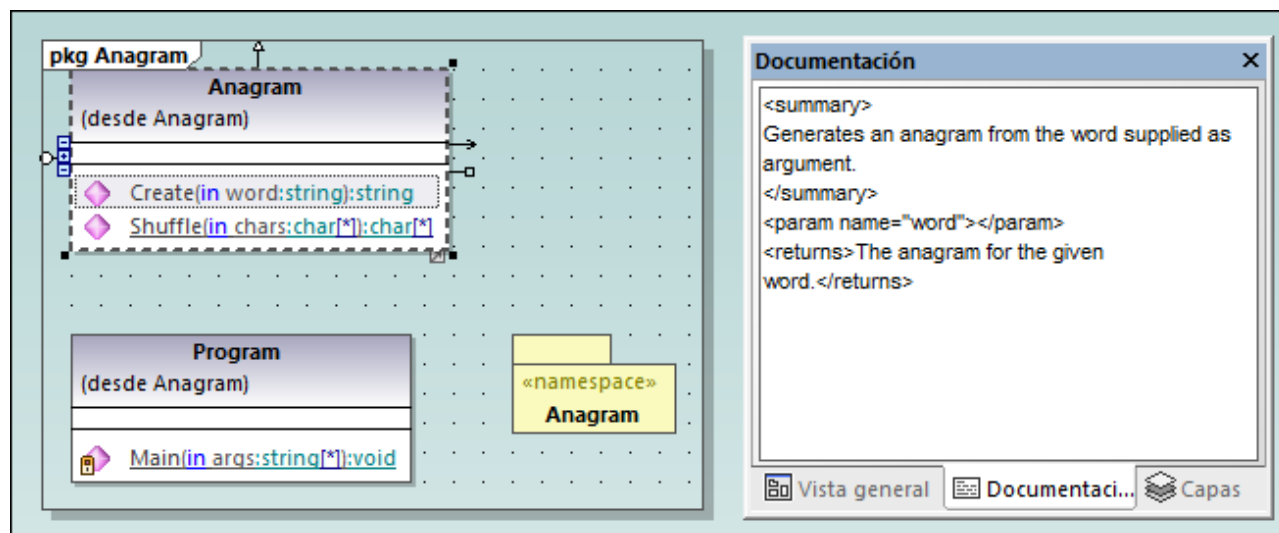 pkg Anagram
Anagram
(desde Anagram)
Create(in word:string):string
Shuffle(in chars:char[*]):char[*]
Program
(desde Anagram)
Main(in args:string[*]):void
«namespace»
Anagram
Documentación
<summary>
Generates an anagram from the word supplied as
argument.
</summary>
<param name="word"></param>
<returns>The anagram for the given
word.</returns>
Vista general
Documentaci...
Capas